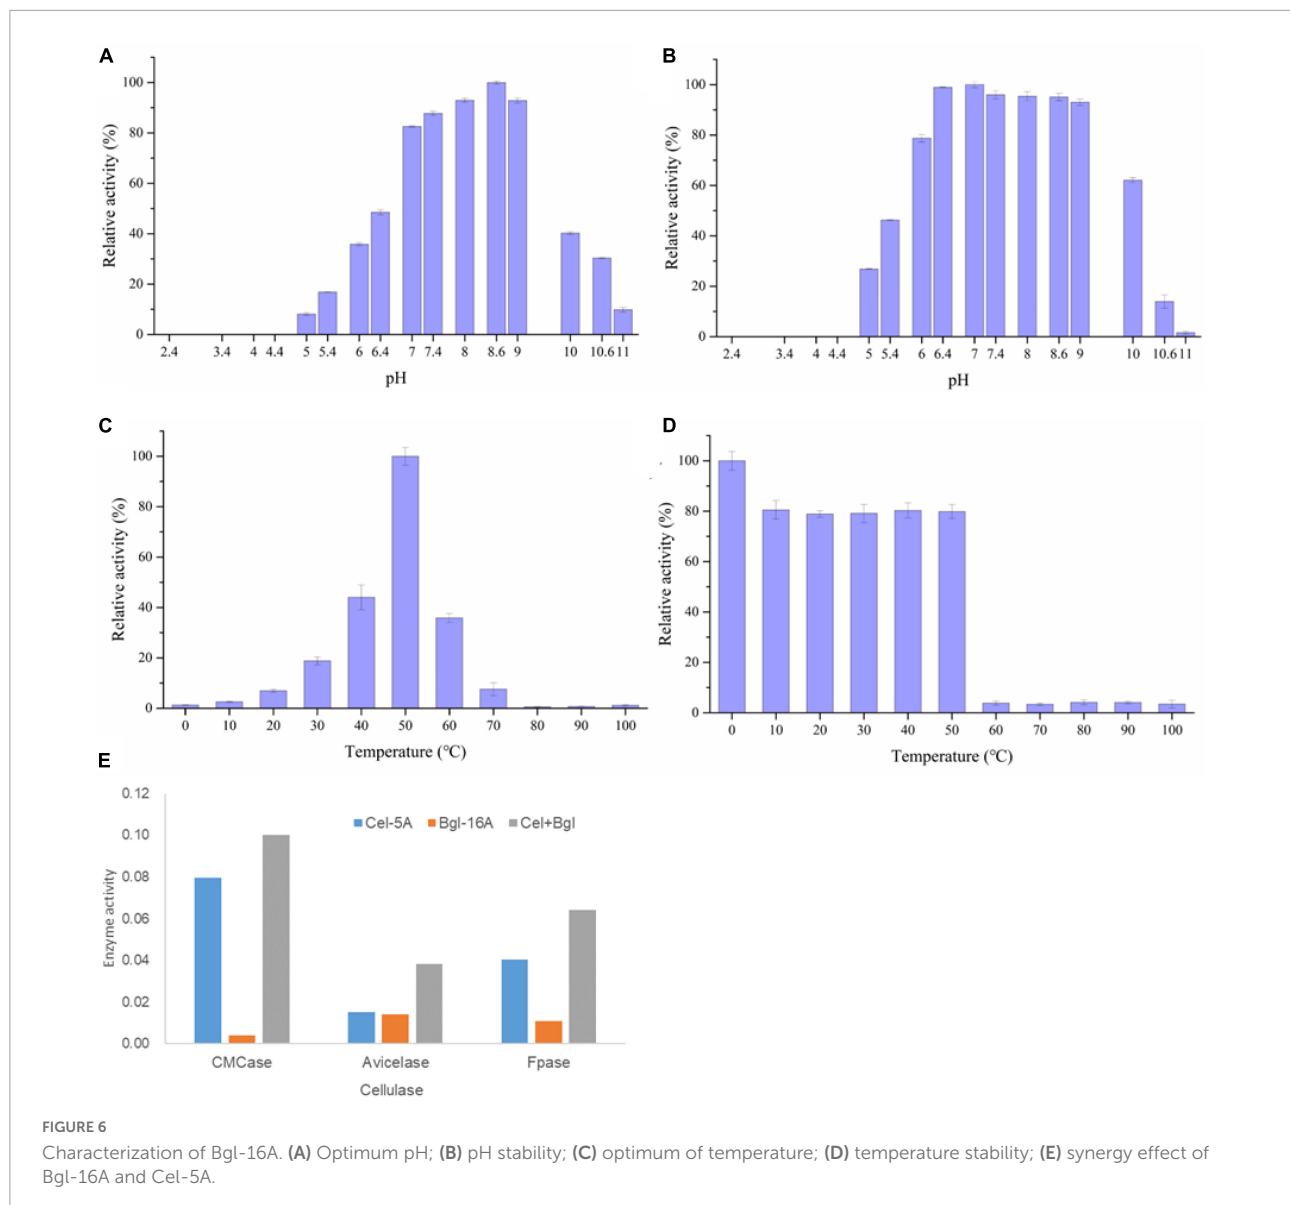 A
100
80
60
40
20
0
Relative activity (%)
2.4 3.4 4 4.4 5 5.4 6 6.4 7 7.4 8 8.6 9 10 10.6 11
pH
B
100
80
60
40
20
0
Relative activity (%)
2.4 3.4 4 4.4 5 5.4 6 6.4 7 7.4 8 8.6 9 10 10.6 11
pH
C
100
80
60
40
20
0
Relative activity (%)
0 10 20 30 40 50 60 70 80 90 100
Temperature (°C)
D
100
80
60
40
20
0
Relative activity (%)
0 10 20 30 40 50 60 70 80 90 100
Temperature (°C)
E
0.12
0.10
0.08
0.06
0.04
0.02
0.00
Enzyme activity
Cel-5A Bgl-16A Cel+Bgl
CMCase Avicelase Fpase
Cellulase
FIGURE 6
Characterization of Bgl-16A. (A) Optimum pH; (B) pH stability; (C) optimum of temperature; (D) temperature stability; (E) synergy effect of
Bgl-16A and Cel-5A.